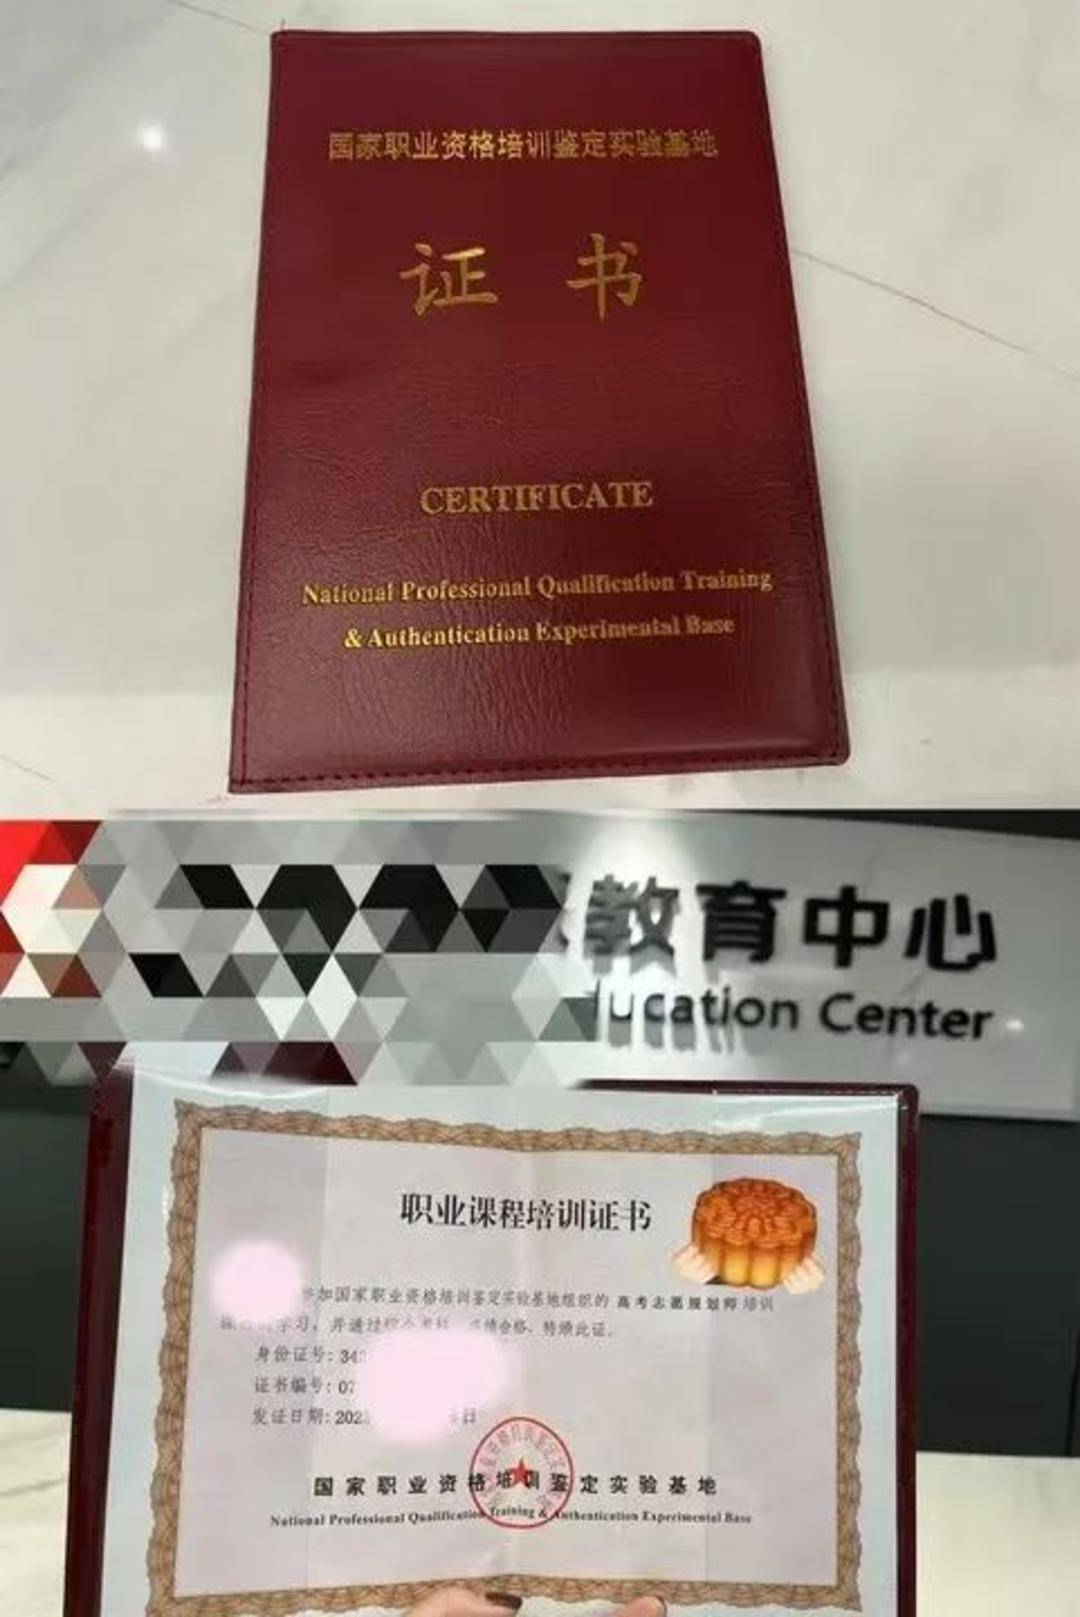 国家职业资格培训鉴定实验基地
证 书
CERTIFICATE
National Professional Qualification Training
& Authentication Experimental Base
教育中心
ucation Center
职业课程培训证书
参加国家职业资格培训鉴定实验基地组织的 高考志愿规划师 培训
学习，并通过 合格，特颁此证。
身份证号: 342
证书编号: 07
发证日期: 202 日
国家职业资格培训鉴定实验基地
National Professional Qualification Training & Authentication Experimental Base